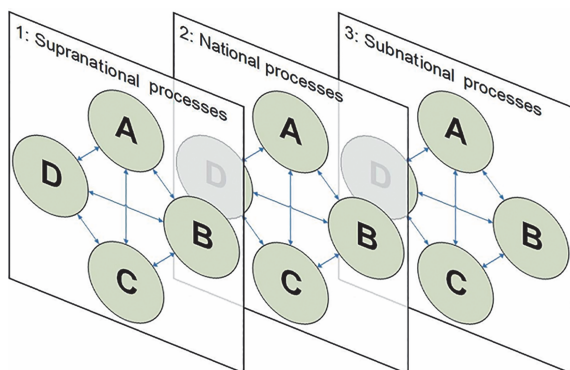 1: Supranational processes
2: National processes
3: Subnational processes
A
A
A
D
D
D
B
B
B
C
C
C